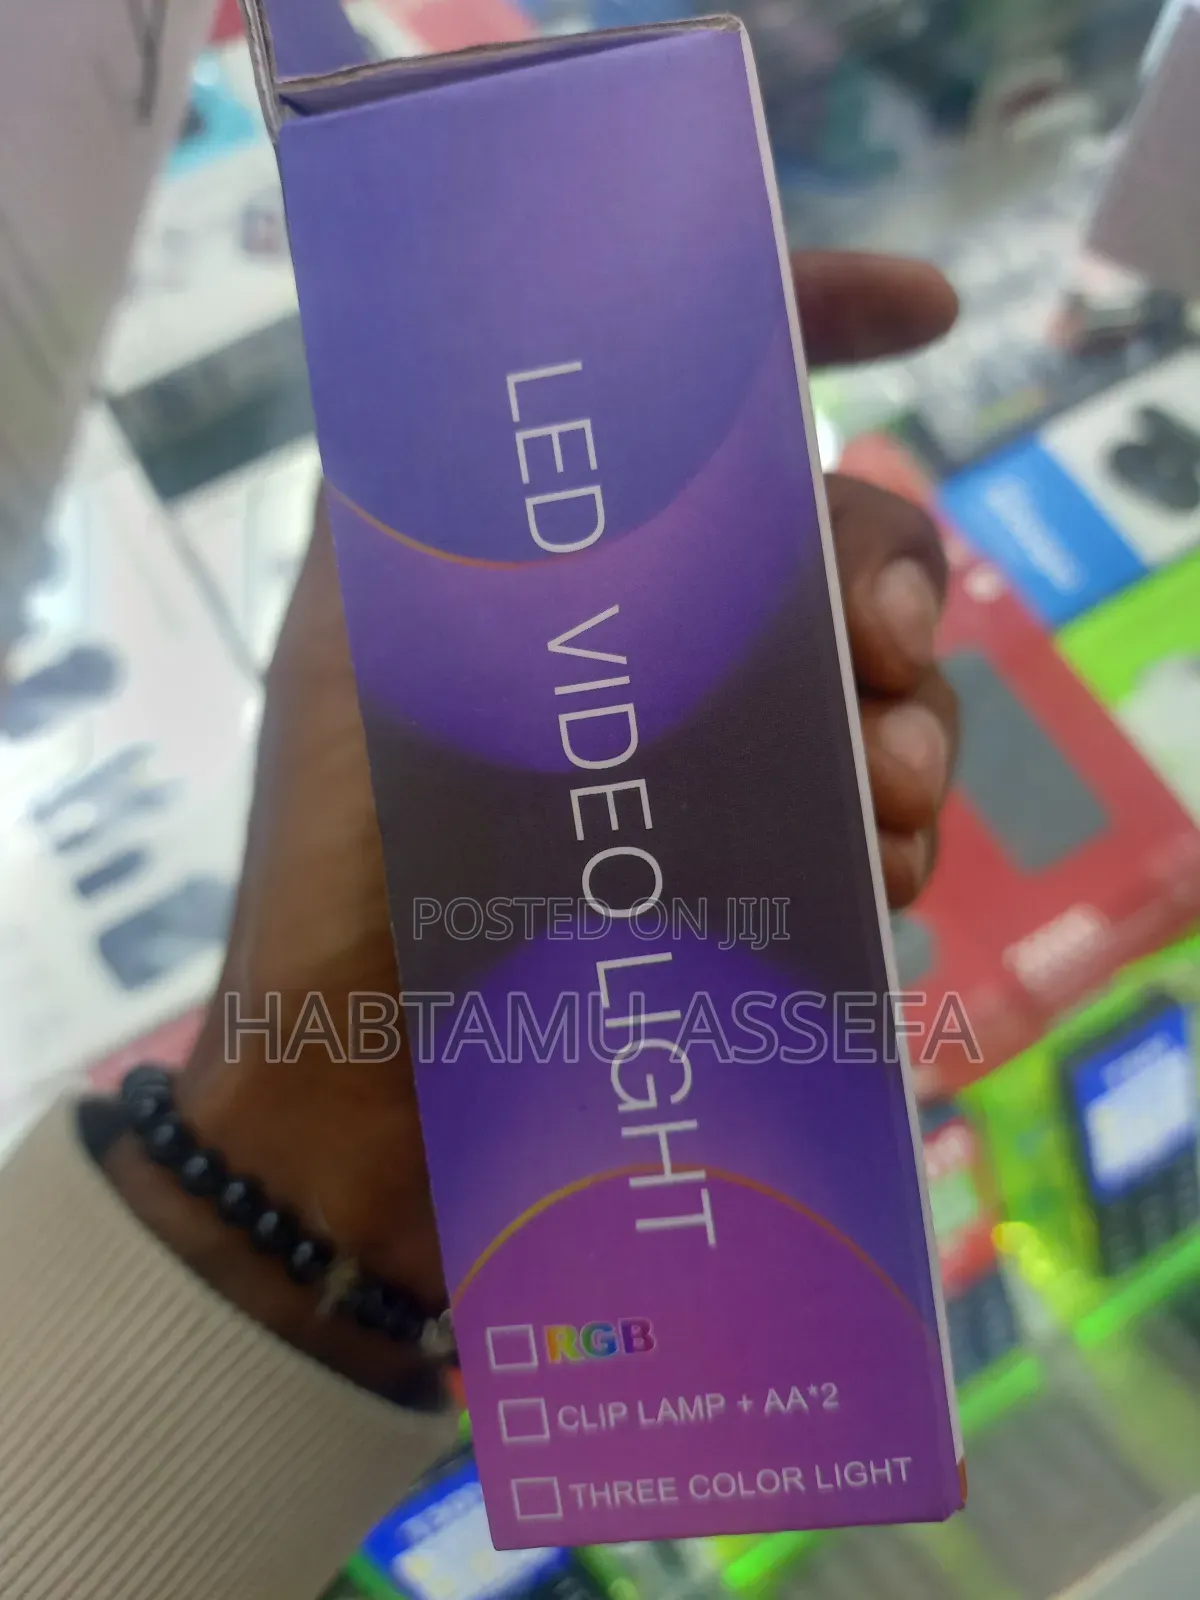 LED VIDEO LIGHT
POSTED ON JIJI
HABTAMU ASSEFA
RGB
CLIP LAMP + AA*2
THREE COLOR LIGHT